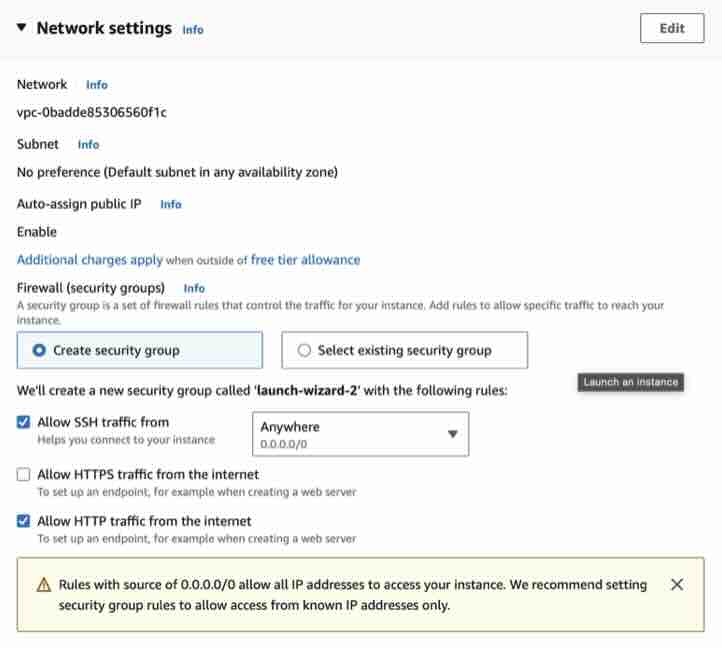 Network settings Info Edit
Network Info
vpc-0badde85306560f1c
Subnet Info
No preference (Default subnet in any availability zone)
Auto-assign public IP Info
Enable
Additional charges apply when outside of free tier allowance
Firewall (security groups) Info
A security group is a set of firewall rules that control the traffic for your instance. Add rules to allow specific traffic to reach your
instance.
Create security group Select existing security group
Launch an instance
We'll create a new security group called 'launch-wizard-2' with the following rules:
Allow SSH traffic from
Helps you connect to your instance
Anywhere
0.0.0.0/0
Allow HTTPS traffic from the internet
To set up an endpoint, for example when creating a web server
Allow HTTP traffic from the internet
To set up an endpoint, for example when creating a web server
Rules with source of 0.0.0.0/0 allow all IP addresses to access your instance. We recommend setting
security group rules to allow access from known IP addresses only.